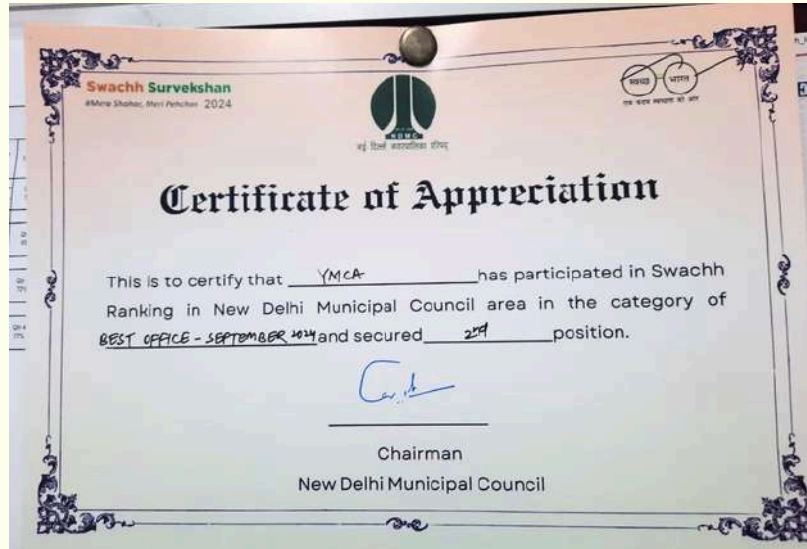 Swachh Survekshan
#Mera Shahar, Meri Pehchan 2024
स्वच्छ भारत
एक कदम स्वच्छता की ओर
NDMC
नई दिल्ली नगरपालिका परिषद्
Certificate of Appreciation
This is to certify that YMCA has participated in Swachh
Ranking in New Delhi Municipal Council area in the category of
BEST OFFICE - SEPTEMBER 2024 and secured 2nd position.
Chairman
New Delhi Municipal Council